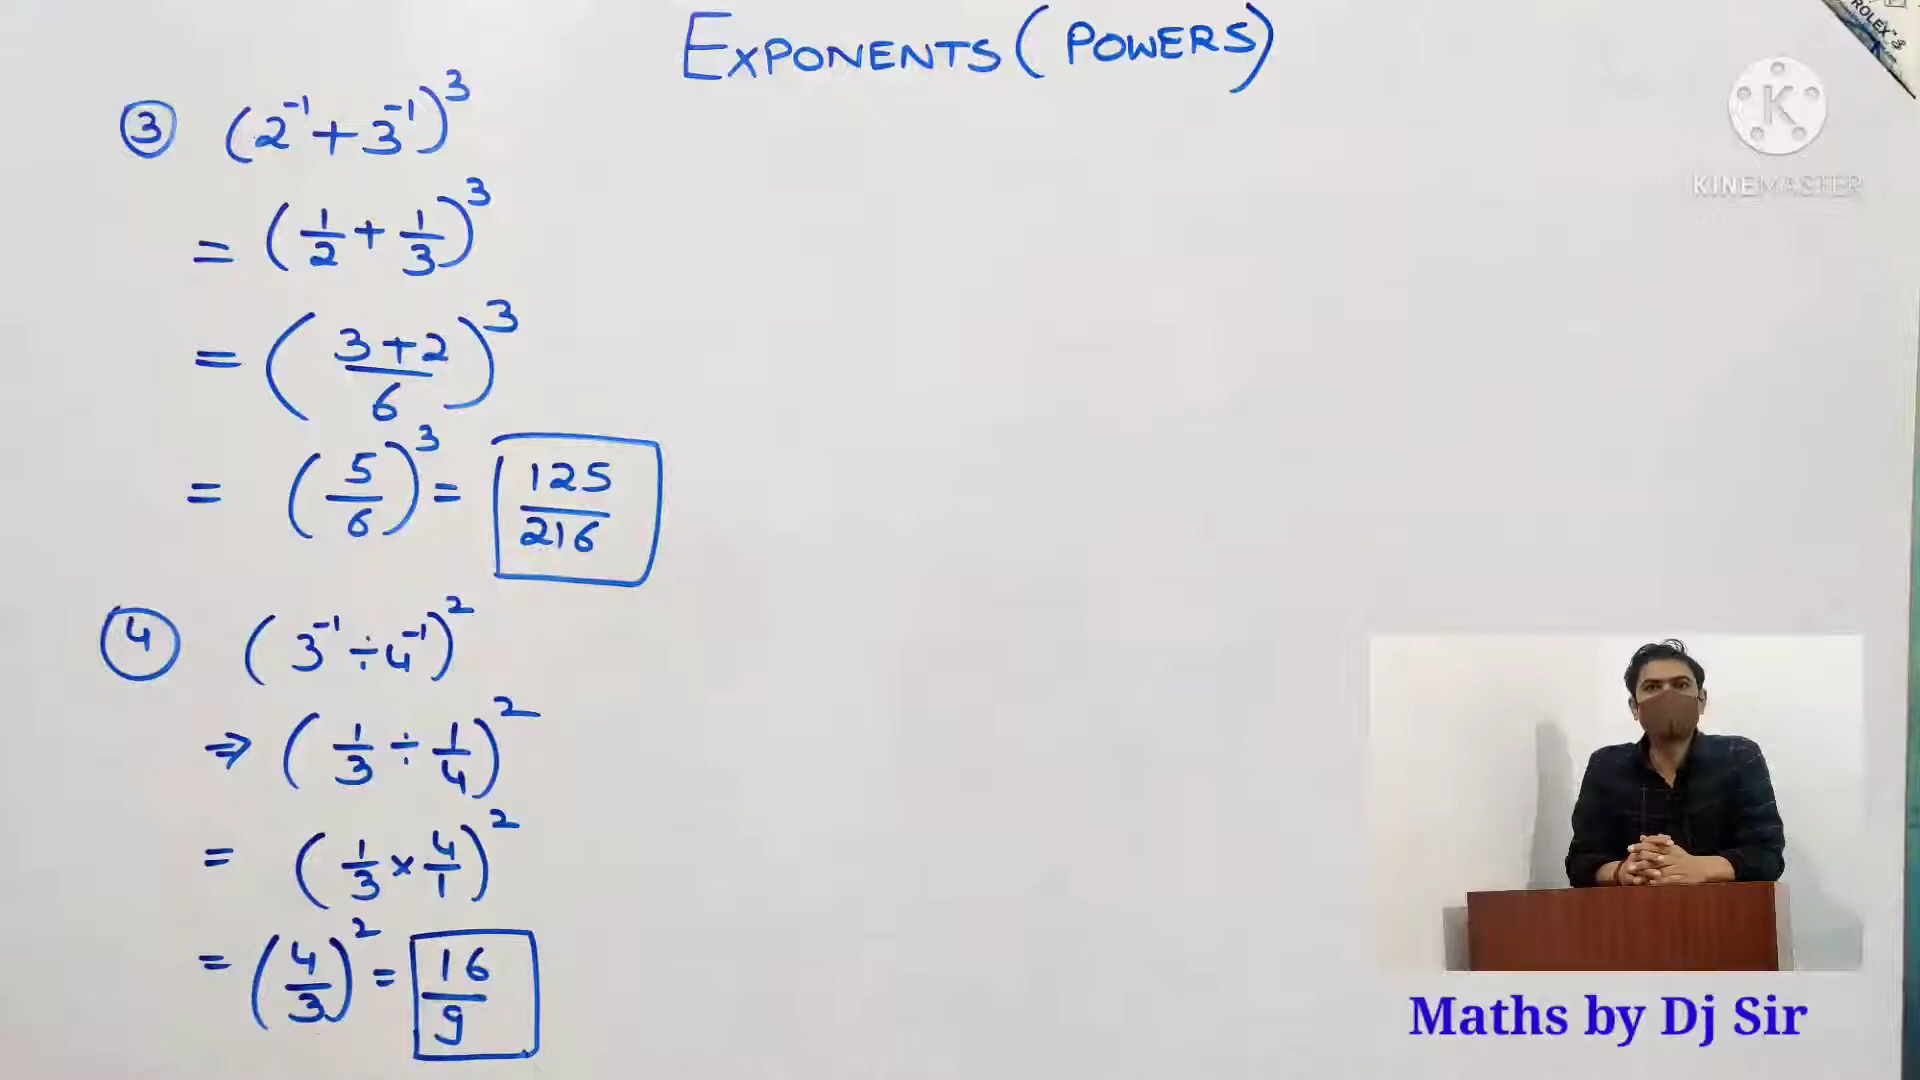 EXPONENTS (POWERS)
ROLEX
K
KINEMASTER
③ (2⁻¹ + 3⁻¹)³
= (1/2 + 1/3)³
= ((3+2)/6)³
= (5/6)³ = 125/216
④ (3⁻¹ ÷ 4⁻¹)²
⇒ (1/3 ÷ 1/4)²
= (1/3 × 4/1)²
= (4/3)² = 16/9
Maths by Dj Sir